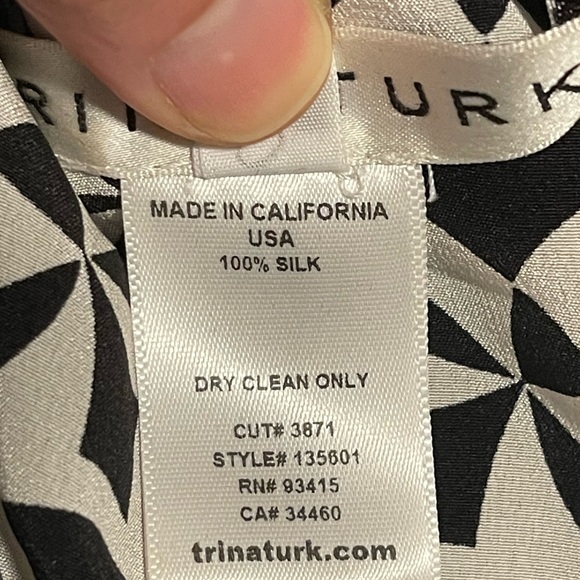 TURK
MADE IN CALIFORNIA
USA
100% SILK
DRY CLEAN ONLY
CUT# 3871
STYLE# 135601
RN# 93415
CA# 34460
trinaturk.com